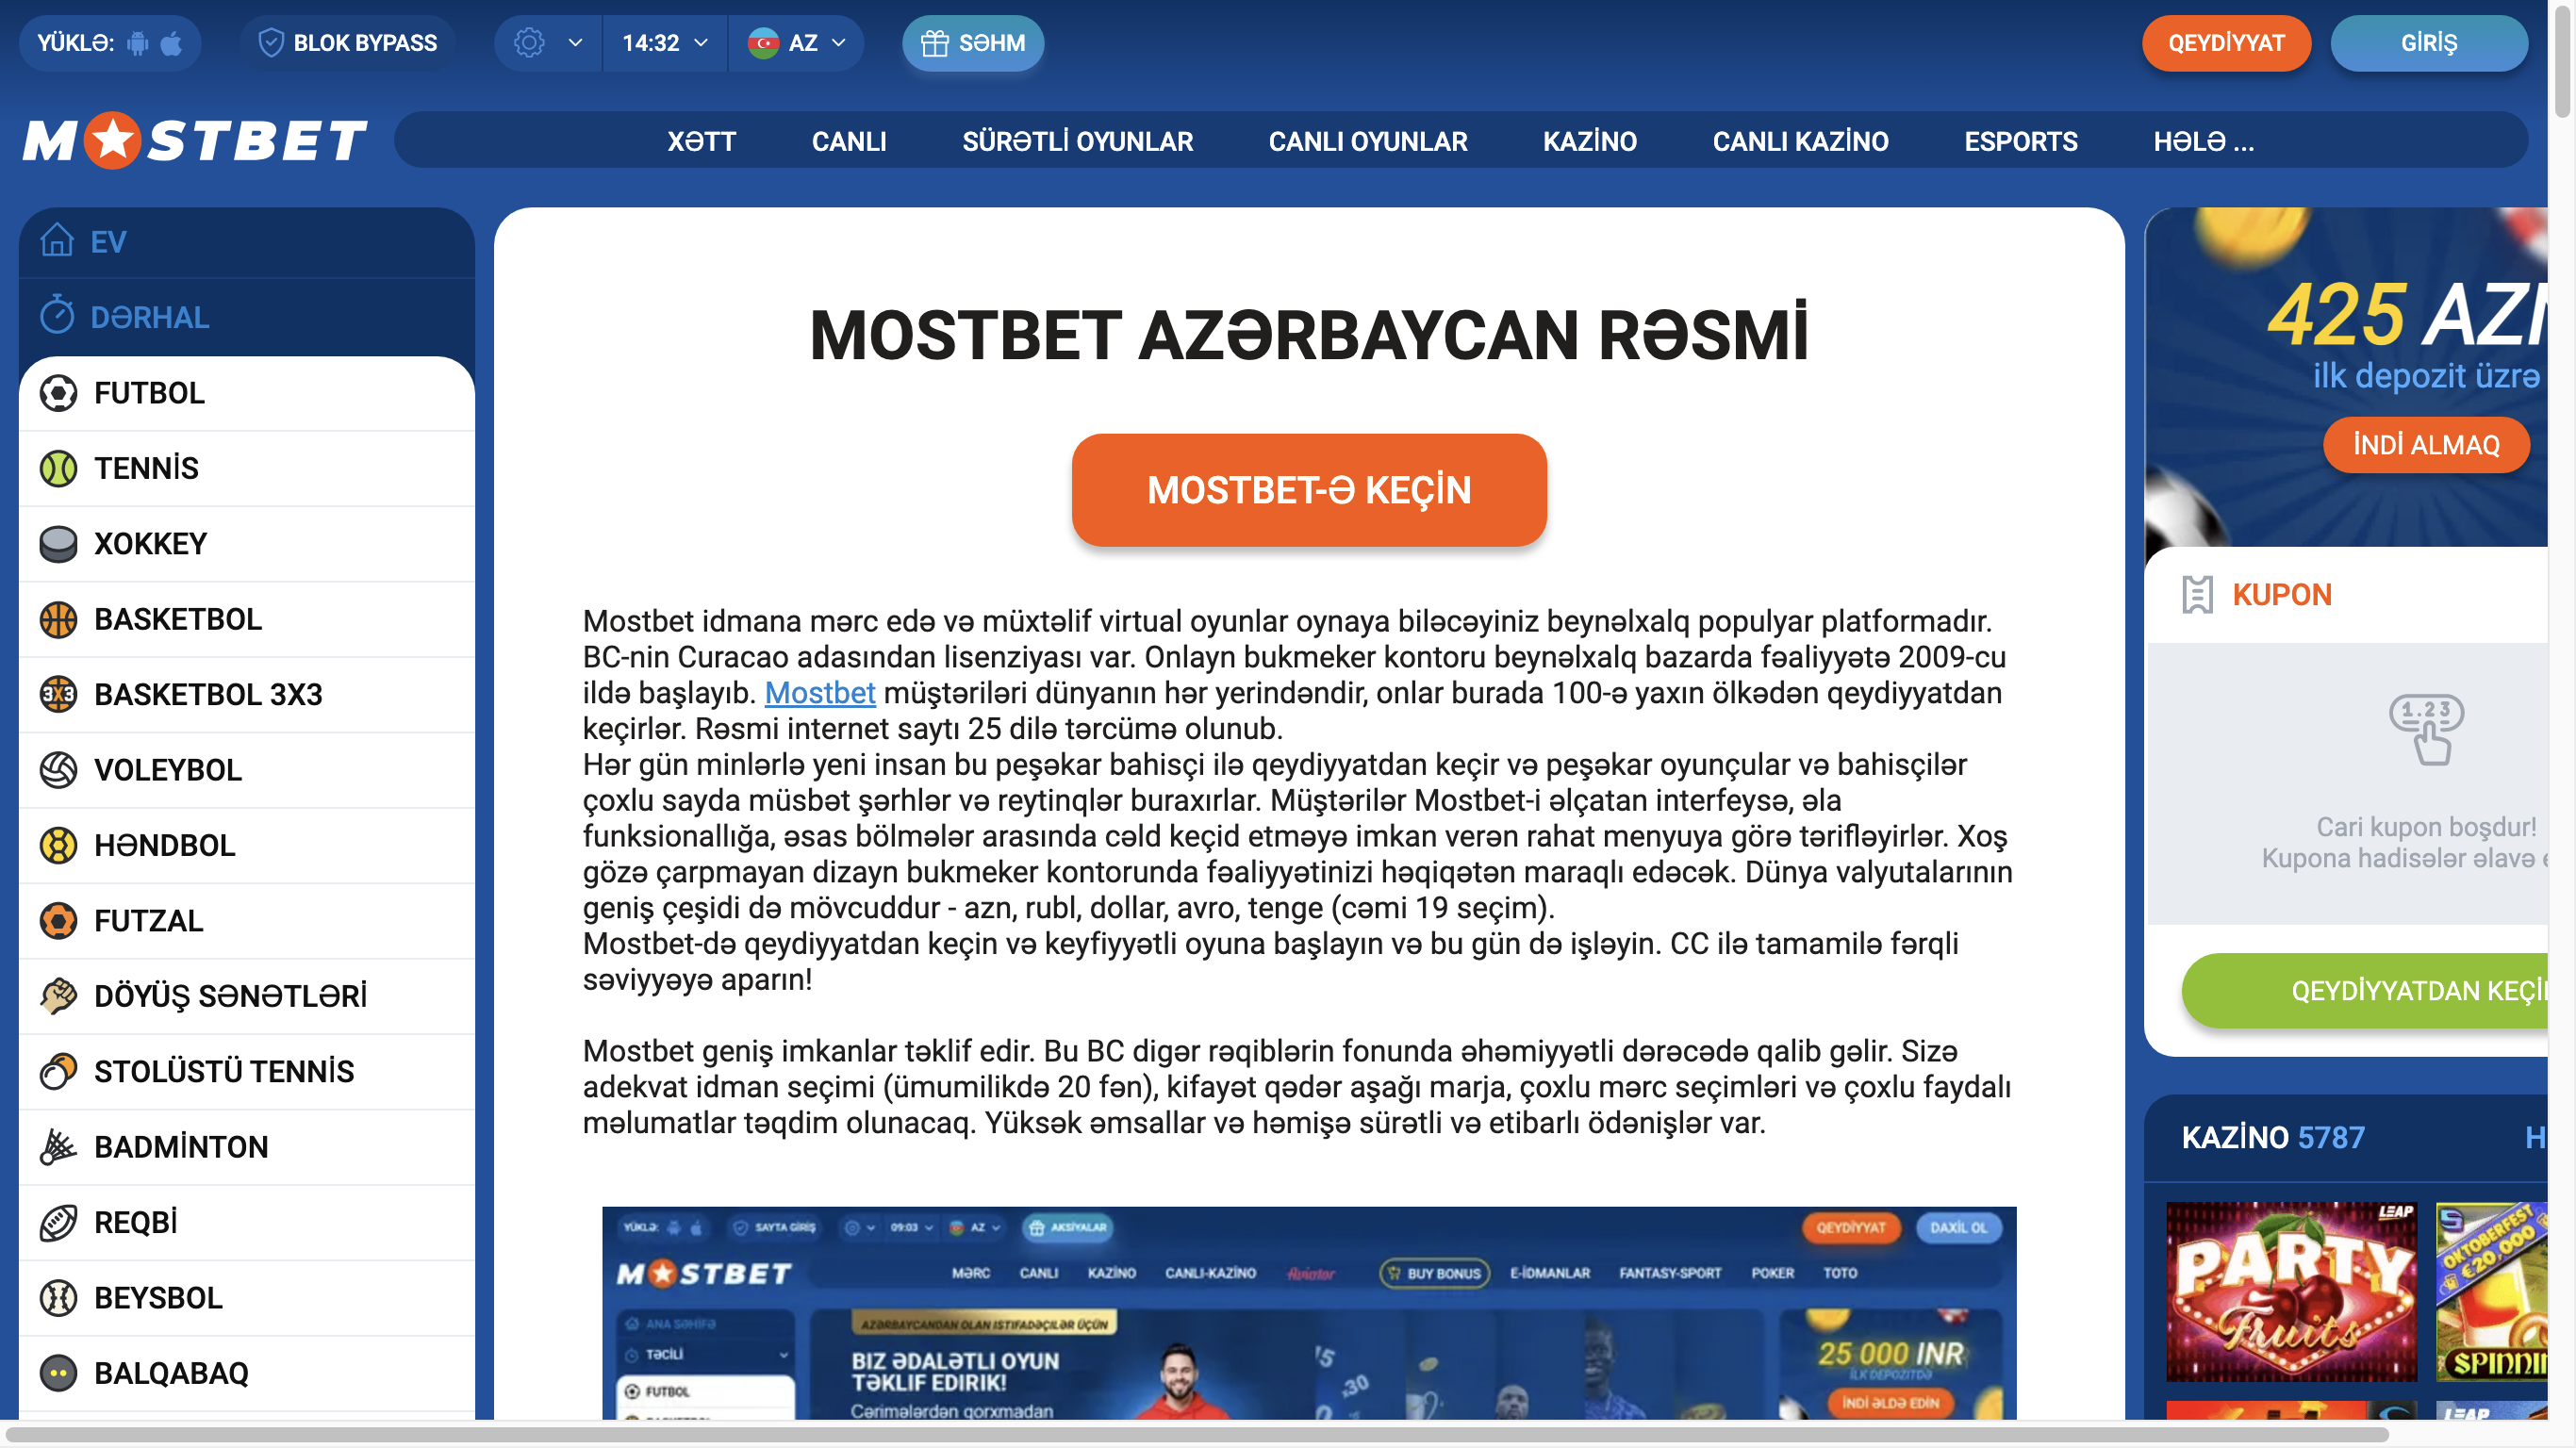 YÜKLƏ:
BLOK BYPASS
14:32
AZ
SƏHM
QEYDİYYAT
GİRİŞ
MOSTBET
XƏTT
CANLI
SÜRƏTLİ OYUNLAR
CANLI OYUNLAR
KAZİNO
CANLI KAZİNO
ESPORTS
HƏLƏ ...
EV
DƏRHAL
FUTBOL
TENNİS
XOKKEY
BASKETBOL
BASKETBOL 3X3
VOLEYBOL
HƏNDBOL
FUTZAL
DÖYÜŞ SƏNƏTLƏRİ
STOLÜSTÜ TENNİS
BADMİNTON
REQBİ
BEYSBOL
BALQABAQ
MOSTBET AZƏRBAYCAN RƏSMİ
MOSTBET-Ə KEÇİN
Mostbet idmana mərc edə və müxtəlif virtual oyunlar oynaya biləcəyiniz beynəlxalq populyar platformadır.
BC-nin Curacao adasından lisenziyası var. Onlayn bukmeker kontoru beynəlxalq bazarda fəaliyyətə 2009-cu
ildə başlayıb. Mostbet müştəriləri dünyanın hər yerindəndir, onlar burada 100-ə yaxın ölkədən qeydiyyatdan
keçirlər. Rəsmi internet saytı 25 dilə tərcümə olunub.
Hər gün minlərlə yeni insan bu peşəkar bahisçi ilə qeydiyyatdan keçir və peşəkar oyunçular və bahisçilər
çoxlu sayda müsbət şərhlər və reytinqlər buraxırlar. Müştərilər Mostbet-i əlçatan interfeysə, əla
funksionallığa, əsas bölmələr arasında cəld keçid etməyə imkan verən rahat menyuya görə tərifləyirlər. Xoş
gözə çarpmayan dizayn bukmeker kontorunda fəaliyyətinizi həqiqətən maraqlı edəcək. Dünya valyutalarının
geniş çeşidi də mövcuddur - azn, rubl, dollar, avro, tenge (cəmi 19 seçim).
Mostbet-də qeydiyyatdan keçin və keyfiyyətli oyuna başlayın və bu gün də işləyin. CC ilə tamamilə fərqli
səviyyəyə aparın!
Mostbet geniş imkanlar təklif edir. Bu BC digər rəqiblərin fonunda əhəmiyyətli dərəcədə qalib gəlir. Sizə
adekvat idman seçimi (ümumilikdə 20 fən), kifayət qədər aşağı marja, çoxlu mərc seçimləri və çoxlu faydalı
məlumatlar təqdim olunacaq. Yüksək əmsallar və həmişə sürətli və etibarlı ödənişlər var.
YÜKLƏ:
SAYTA GİRİŞ
09:03
AZ
AKSİYALAR
QEYDİYYAT
DAXİL OL
MOSTBET
MƏRC
CANLI
KAZİNO
CANLI-KAZİNO
Aviator
BUY BONUS
E-İDMANLAR
FANTASY-SPORT
POKER
TOTO
ANA SƏHİFƏ
TƏCİLİ
FUTBOL
AZƏRBAYCANDAN OLAN ISTIFADƏÇILƏR ÜÇÜN
BIZ ƏDALƏTLI OYUN
TƏKLIF EDIRIK!
Cərimələrdən qorxmadan
25 000 INR
İLK DEPOZİTDƏ
İNDİ ƏLDƏ EDİN
425
ilk depozit üzrə
İNDİ ALMAQ
KUPON
1.23
Cari kupon boşdur!
Kupona hadisələr əlavə
QEYDİYYATDAN
KAZİNO 5787
LEAP
PARTY
Fruits
OKTOBERFEST
€20,000
LEAP